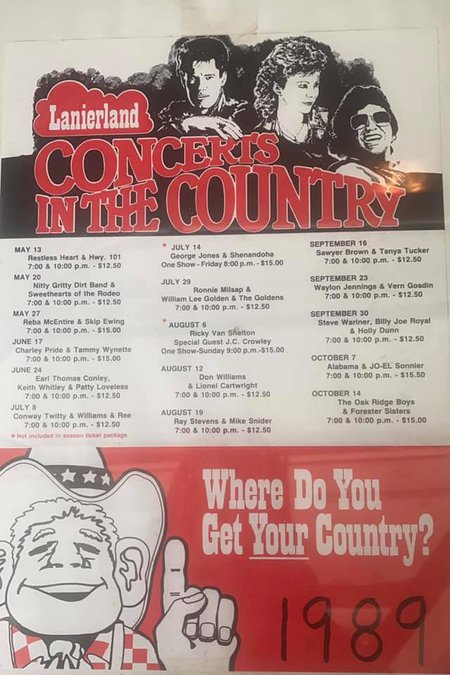 Lanierland
CONCERTS
IN THE COUNTRY
MAY 13
Restless Heart & Hwy. 101
7:00 & 10:00 p.m. - $12.50
MAY 20
Nitty Gritty Dirt Band &
Sweethearts of the Rodeo
7:00 & 10:00 p.m. - $12.50
MAY 27
Reba McEntire & Skip Ewing
7:00 & 10:00 p.m. - $15.00
JUNE 17
Charley Pride & Tammy Wynette
7:00 & 10:00 p.m. - $15.00
JUNE 24
Earl Thomas Conley,
Keith Whitley & Patty Loveless
7:00 & 10:00 p.m. - $12.50
JULY 8
Conway Twitty & Williams & Ree
7:00 & 10:00 p.m. - $12.50
* Not included in season ticket package
* JULY 14
George Jones & Shenandoha
One Show - Friday 8:00 p.m. - $15.00
JULY 29
Ronnie Milsap &
William Lee Golden & The Goldens
7:00 & 10:00 p.m. - $12.50
* AUGUST 6
Ricky Van Shelton
Special Guest J.C. Crowley
One Show-Sunday 9:00 p.m.-$15.00
AUGUST 12
Don Williams
& Lionel Cartwright
7:00 & 10:00 p.m. - $12.50
AUGUST 19
Ray Stevens & Mike Snider
7:00 & 10:00 p.m. - $12.50
SEPTEMBER 16
Sawyer Brown & Tanya Tucker
7:00 & 10:00 p.m. - $12.50
SEPTEMBER 23
Waylon Jennings & Vern Gosdin
7:00 & 10:00 p.m. - $12.50
SEPTEMBER 30
Steve Wariner, Billy Joe Royal
& Holly Dunn
7:00 & 10:00 p.m. - $12.50
OCTOBER 7
Alabama & JO-EL Sonnier
7:00 & 10:00 p.m. - $15.50
OCTOBER 14
The Oak Ridge Boys
& Forester Sisters
7:00 & 10:00 p.m. - $15.00
Where Do You
Get Your Country?
1989